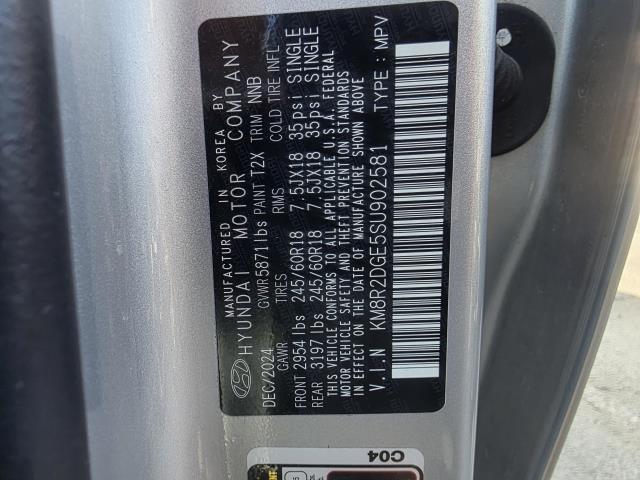 MANUFACTURED IN KOREA BY
HYUNDAI MOTOR COMPANY
DEC/2024 GVWR5871lbs PAINT T2X TRIM NNB
GAWR TIRES RIMS COLD TIRE INFL
FRONT 2954 lbs 245/60R18 7.5JX18 35psi SINGLE
REAR 3197 lbs 245/60R18 7.5JX18 35psi SINGLE
THIS VEHICLE CONFORMS TO ALL APPLICABLE U.S.A. FEDERAL
MOTOR VEHICLE SAFETY AND THEFT PREVENTION STANDARDS
IN EFFECT ON THE DATE OF MANUFACTURE SHOWN ABOVE
V.I.N KM8R2DGE5SU902581 TYPE : MPV
C04